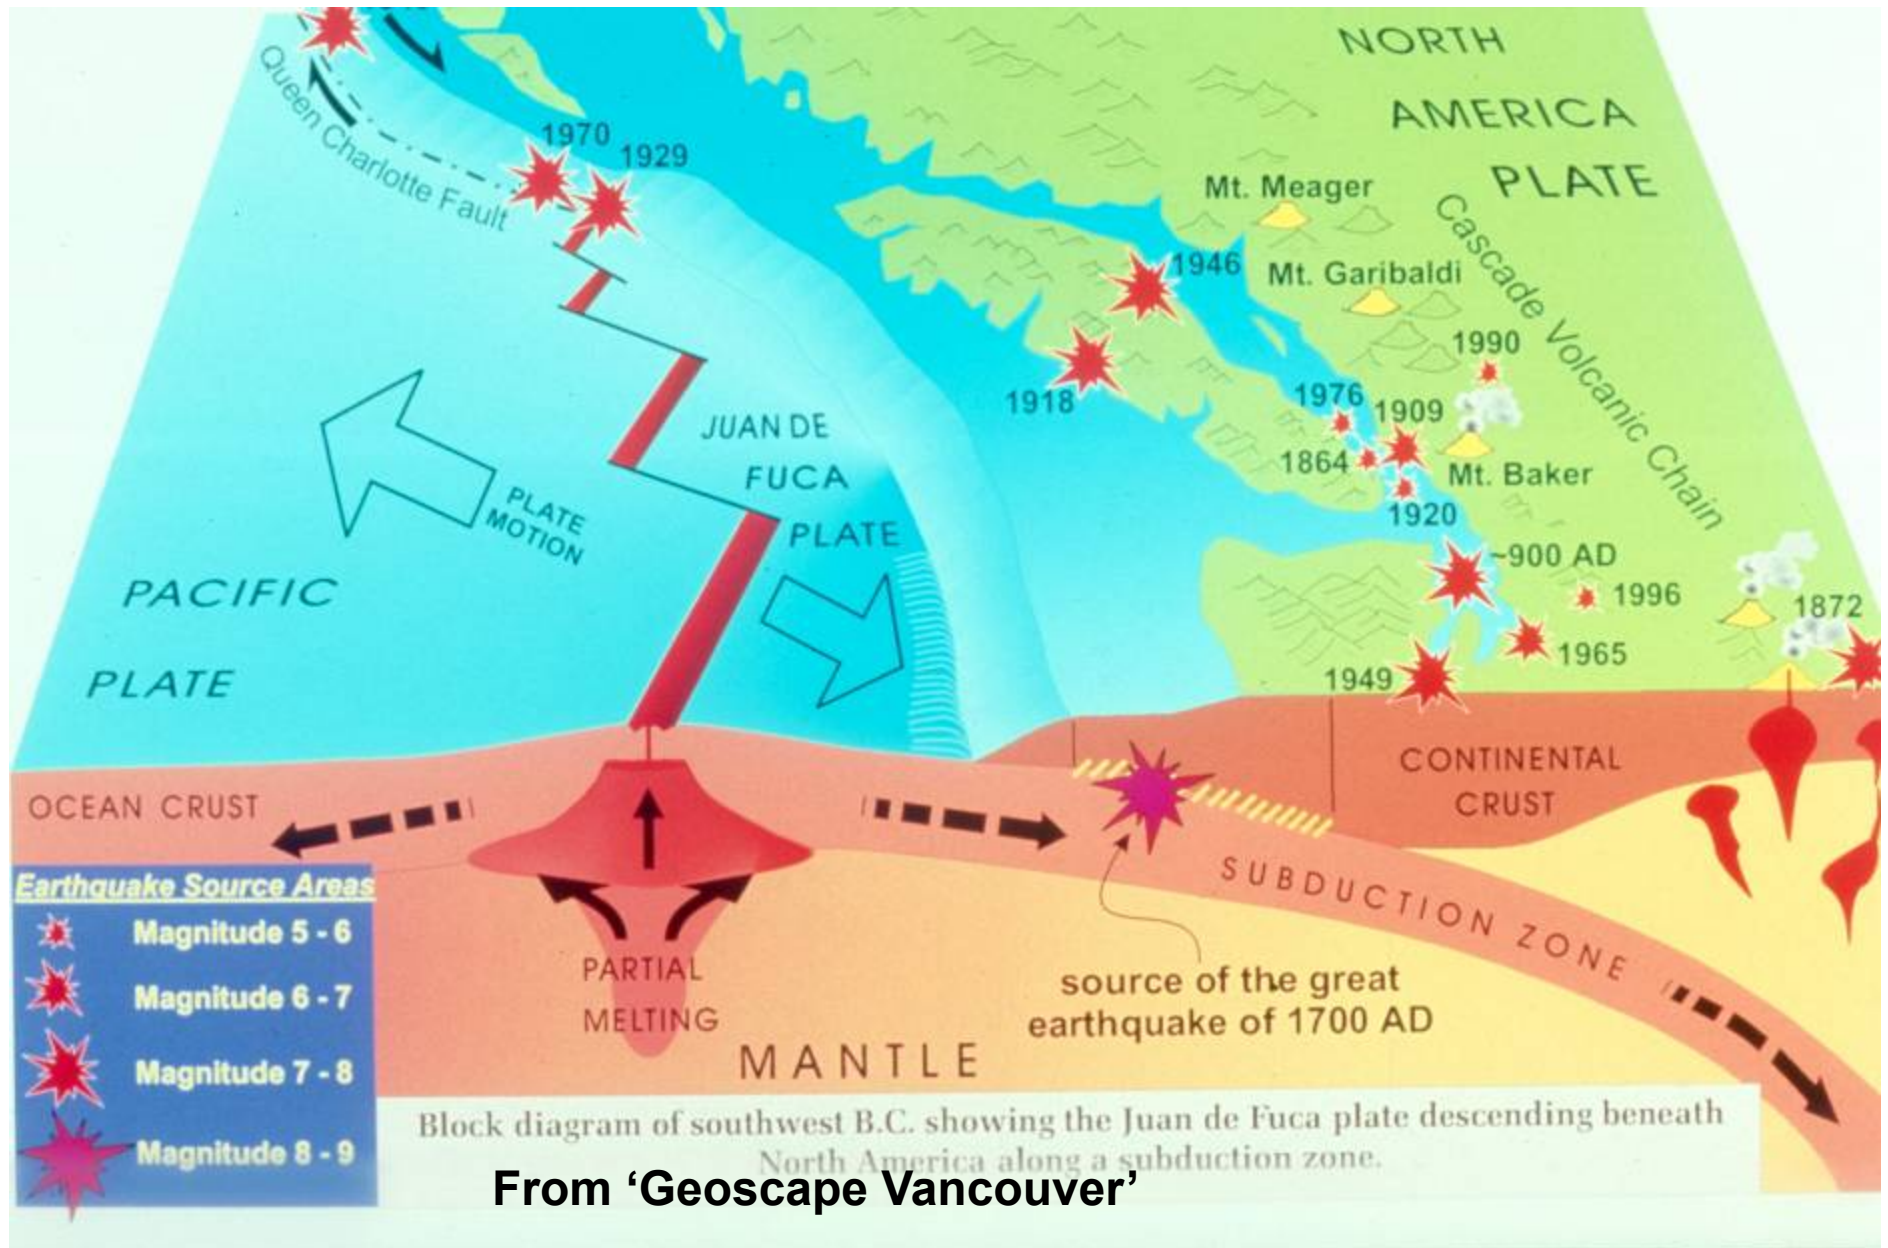 NORTH
AMERICA
PLATE
Queen Charlotte Fault
1970
1929
Mt. Meager
Cascade Volcanic Chain
1946
Mt. Garibaldi
1990
1918
1976
1909
1864
Mt. Baker
1920
JUAN DE
FUCA
PLATE
PLATE
MOTION
~900 AD
1996
1872
1965
1949
PACIFIC
PLATE
OCEAN CRUST
CONTINENTAL
CRUST
SUBDUCTION ZONE
Earthquake Source Areas
Magnitude 5 - 6
Magnitude 6 - 7
Magnitude 7 - 8
Magnitude 8 - 9
PARTIAL
MELTING
source of the great
earthquake of 1700 AD
MANTLE
Block diagram of southwest B.C. showing the Juan de Fuca plate descending beneath
North America along a subduction zone.
From ‘Geoscape Vancouver’